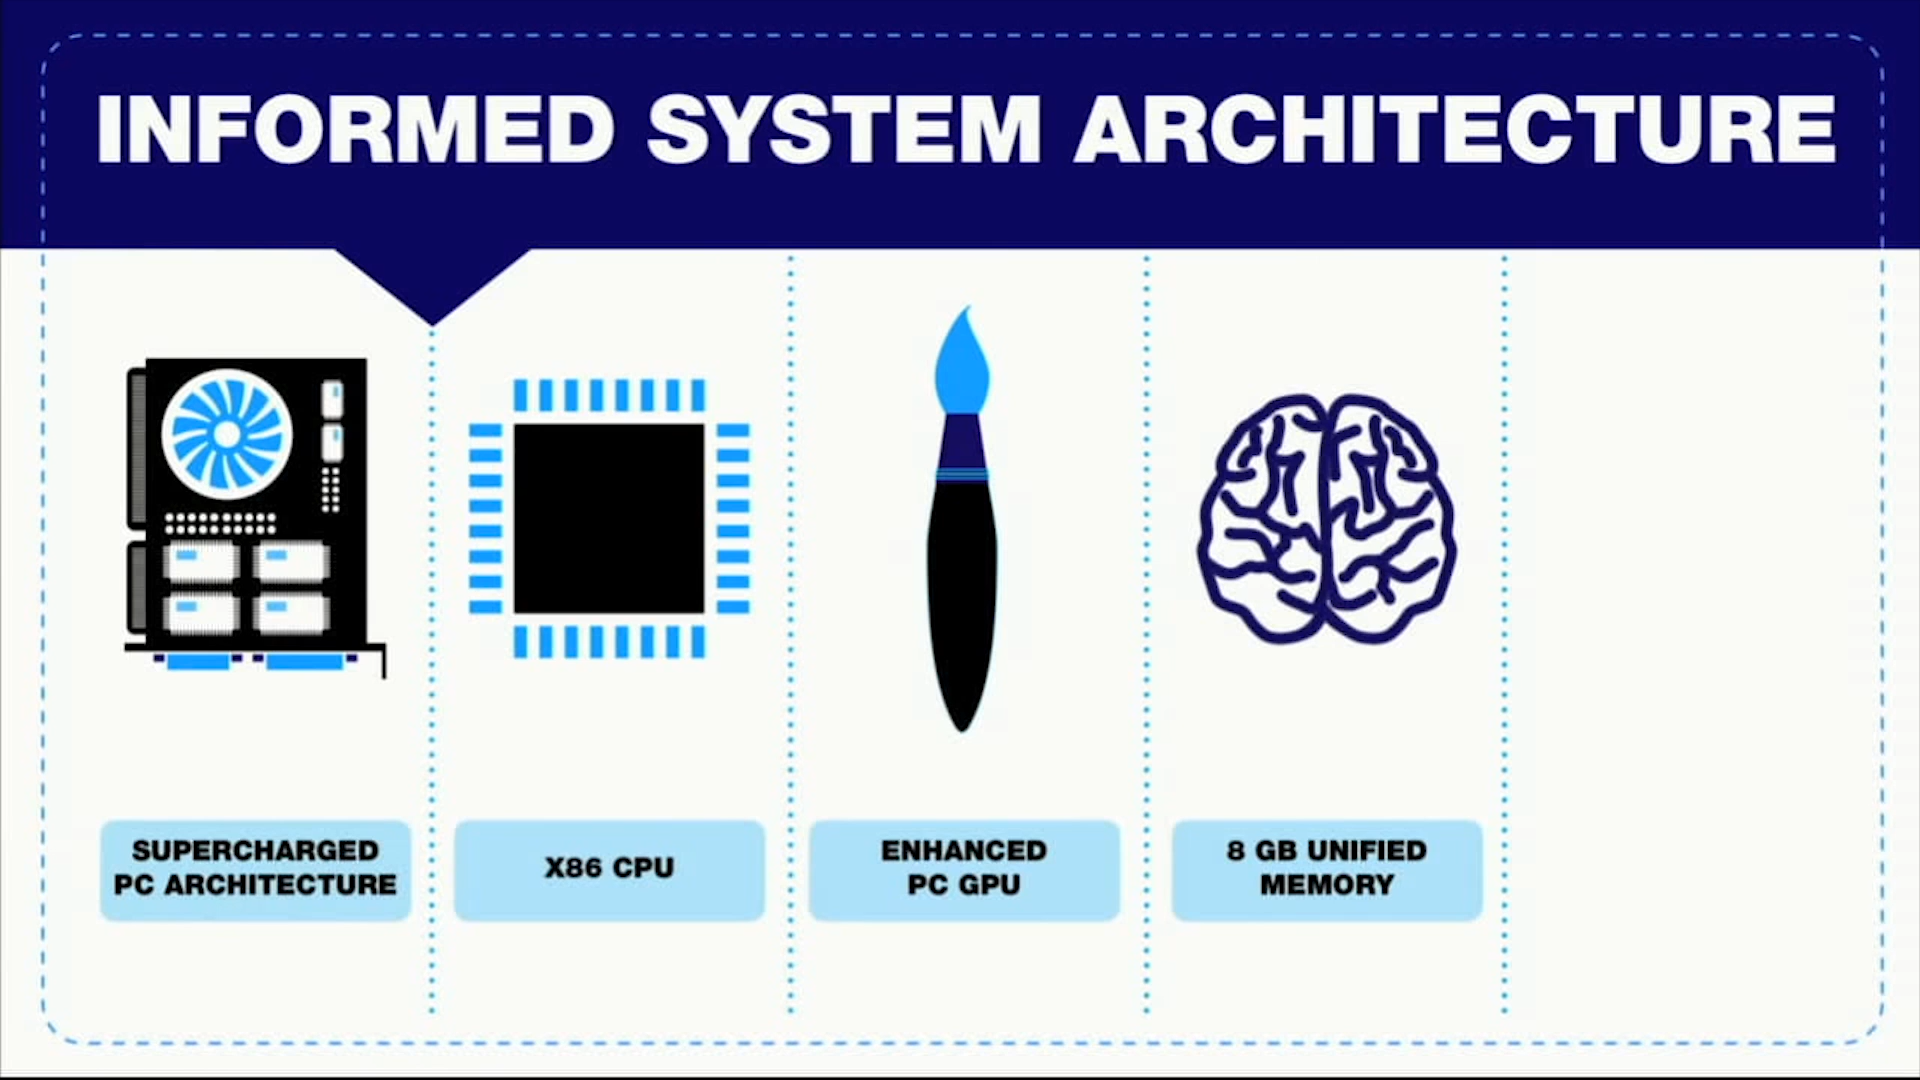 INFORMED SYSTEM ARCHITECTURE
SUPERCHARGED
PC ARCHITECTURE
X86 CPU
ENHANCED
PC GPU
8 GB UNIFIED
MEMORY